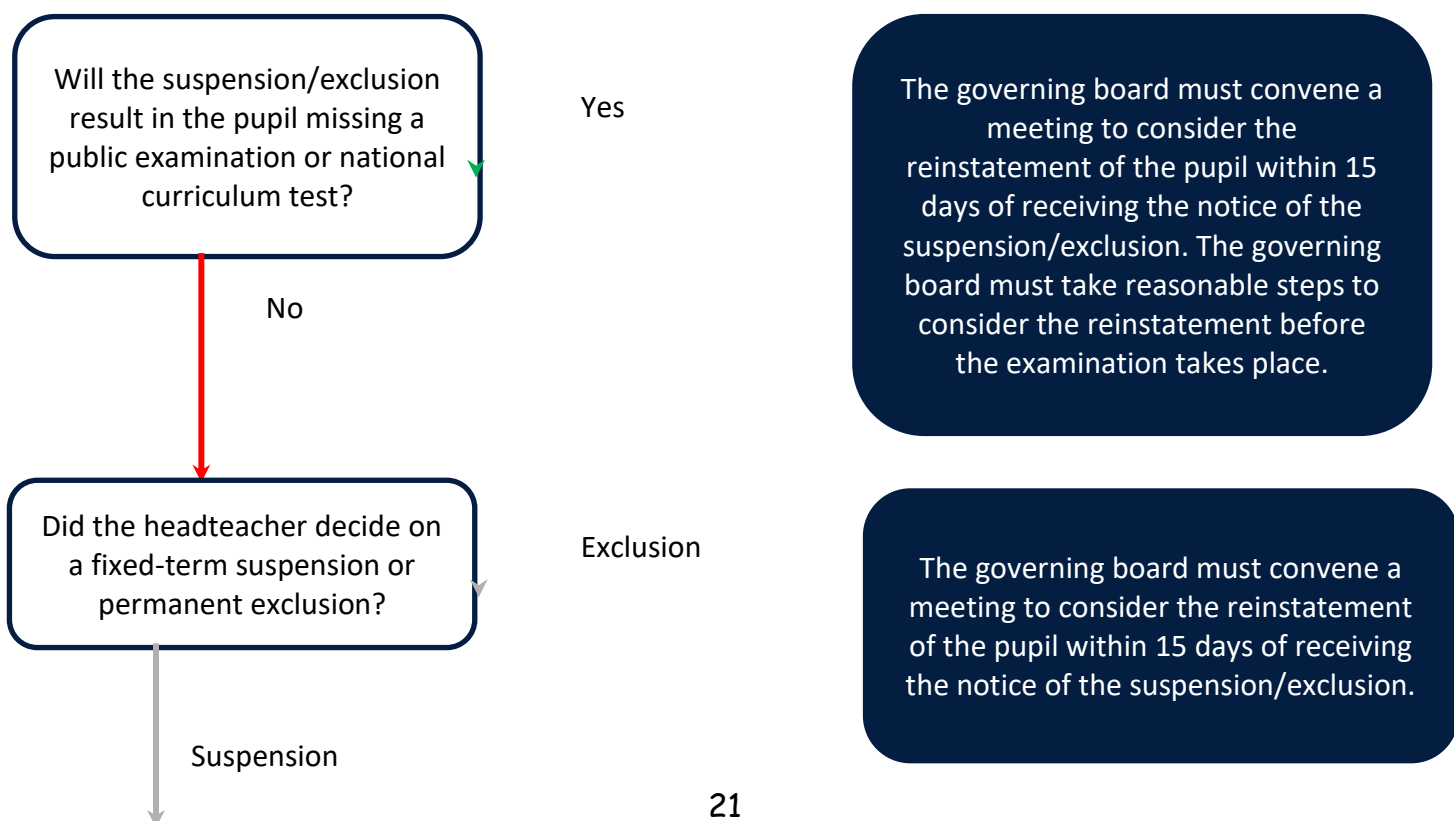 Will the suspension/exclusion
result in the pupil missing a
public examination or national
curriculum test?
Yes
The governing board must convene a
meeting to consider the
reinstatement of the pupil within 15
days of receiving the notice of the
suspension/exclusion. The governing
board must take reasonable steps to
consider the reinstatement before
the examination takes place.
No
Did the headteacher decide on
a fixed-term suspension or
permanent exclusion?
Exclusion
The governing board must convene a
meeting to consider the reinstatement
of the pupil within 15 days of receiving
the notice of the suspension/exclusion.
Suspension
21